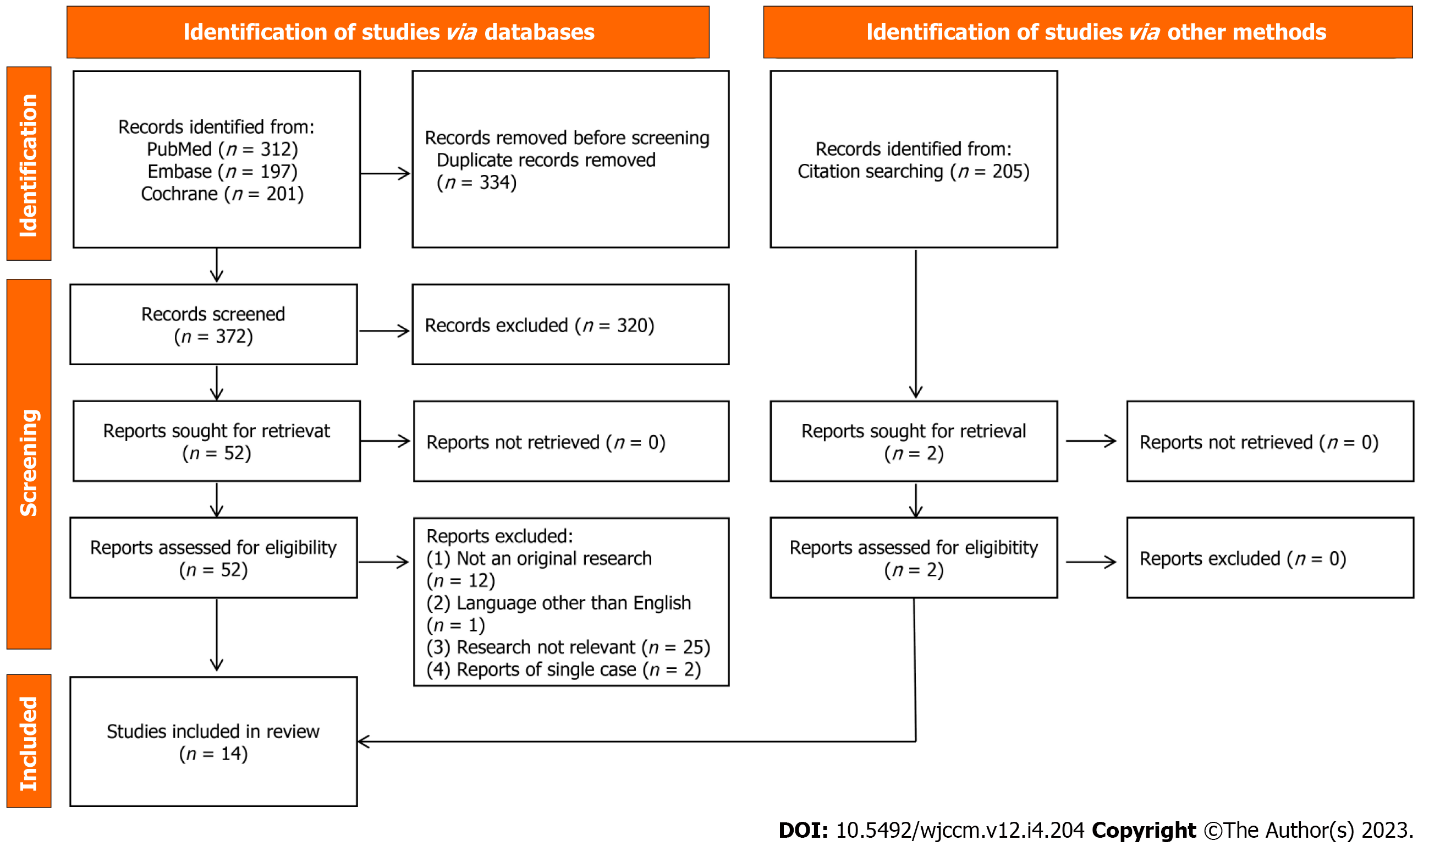 Identification of studies via databases
Identification of studies via other methods
Identification
Records identified from:
PubMed (n = 312)
Embase (n = 197)
Cochrane (n = 201)
Records removed before screening
Duplicate records removed
(n = 334)
Records identified from:
Citation searching (n = 205)
Screening
Records screened
(n = 372)
Records excluded (n = 320)
Reports sought for retrievat
(n = 52)
Reports not retrieved (n = 0)
Reports sought for retrieval
(n = 2)
Reports not retrieved (n = 0)
Reports assessed for eligibility
(n = 52)
Reports excluded:
(1) Not an original research
(n = 12)
(2) Language other than English
(n = 1)
(3) Research not relevant (n = 25)
(4) Reports of single case (n = 2)
Reports assessed for eligibitity
(n = 2)
Reports excluded (n = 0)
Included
Studies included in review
(n = 14)
DOI: 10.5492/wjccm.v12.i4.204 Copyright ©The Author(s) 2023.